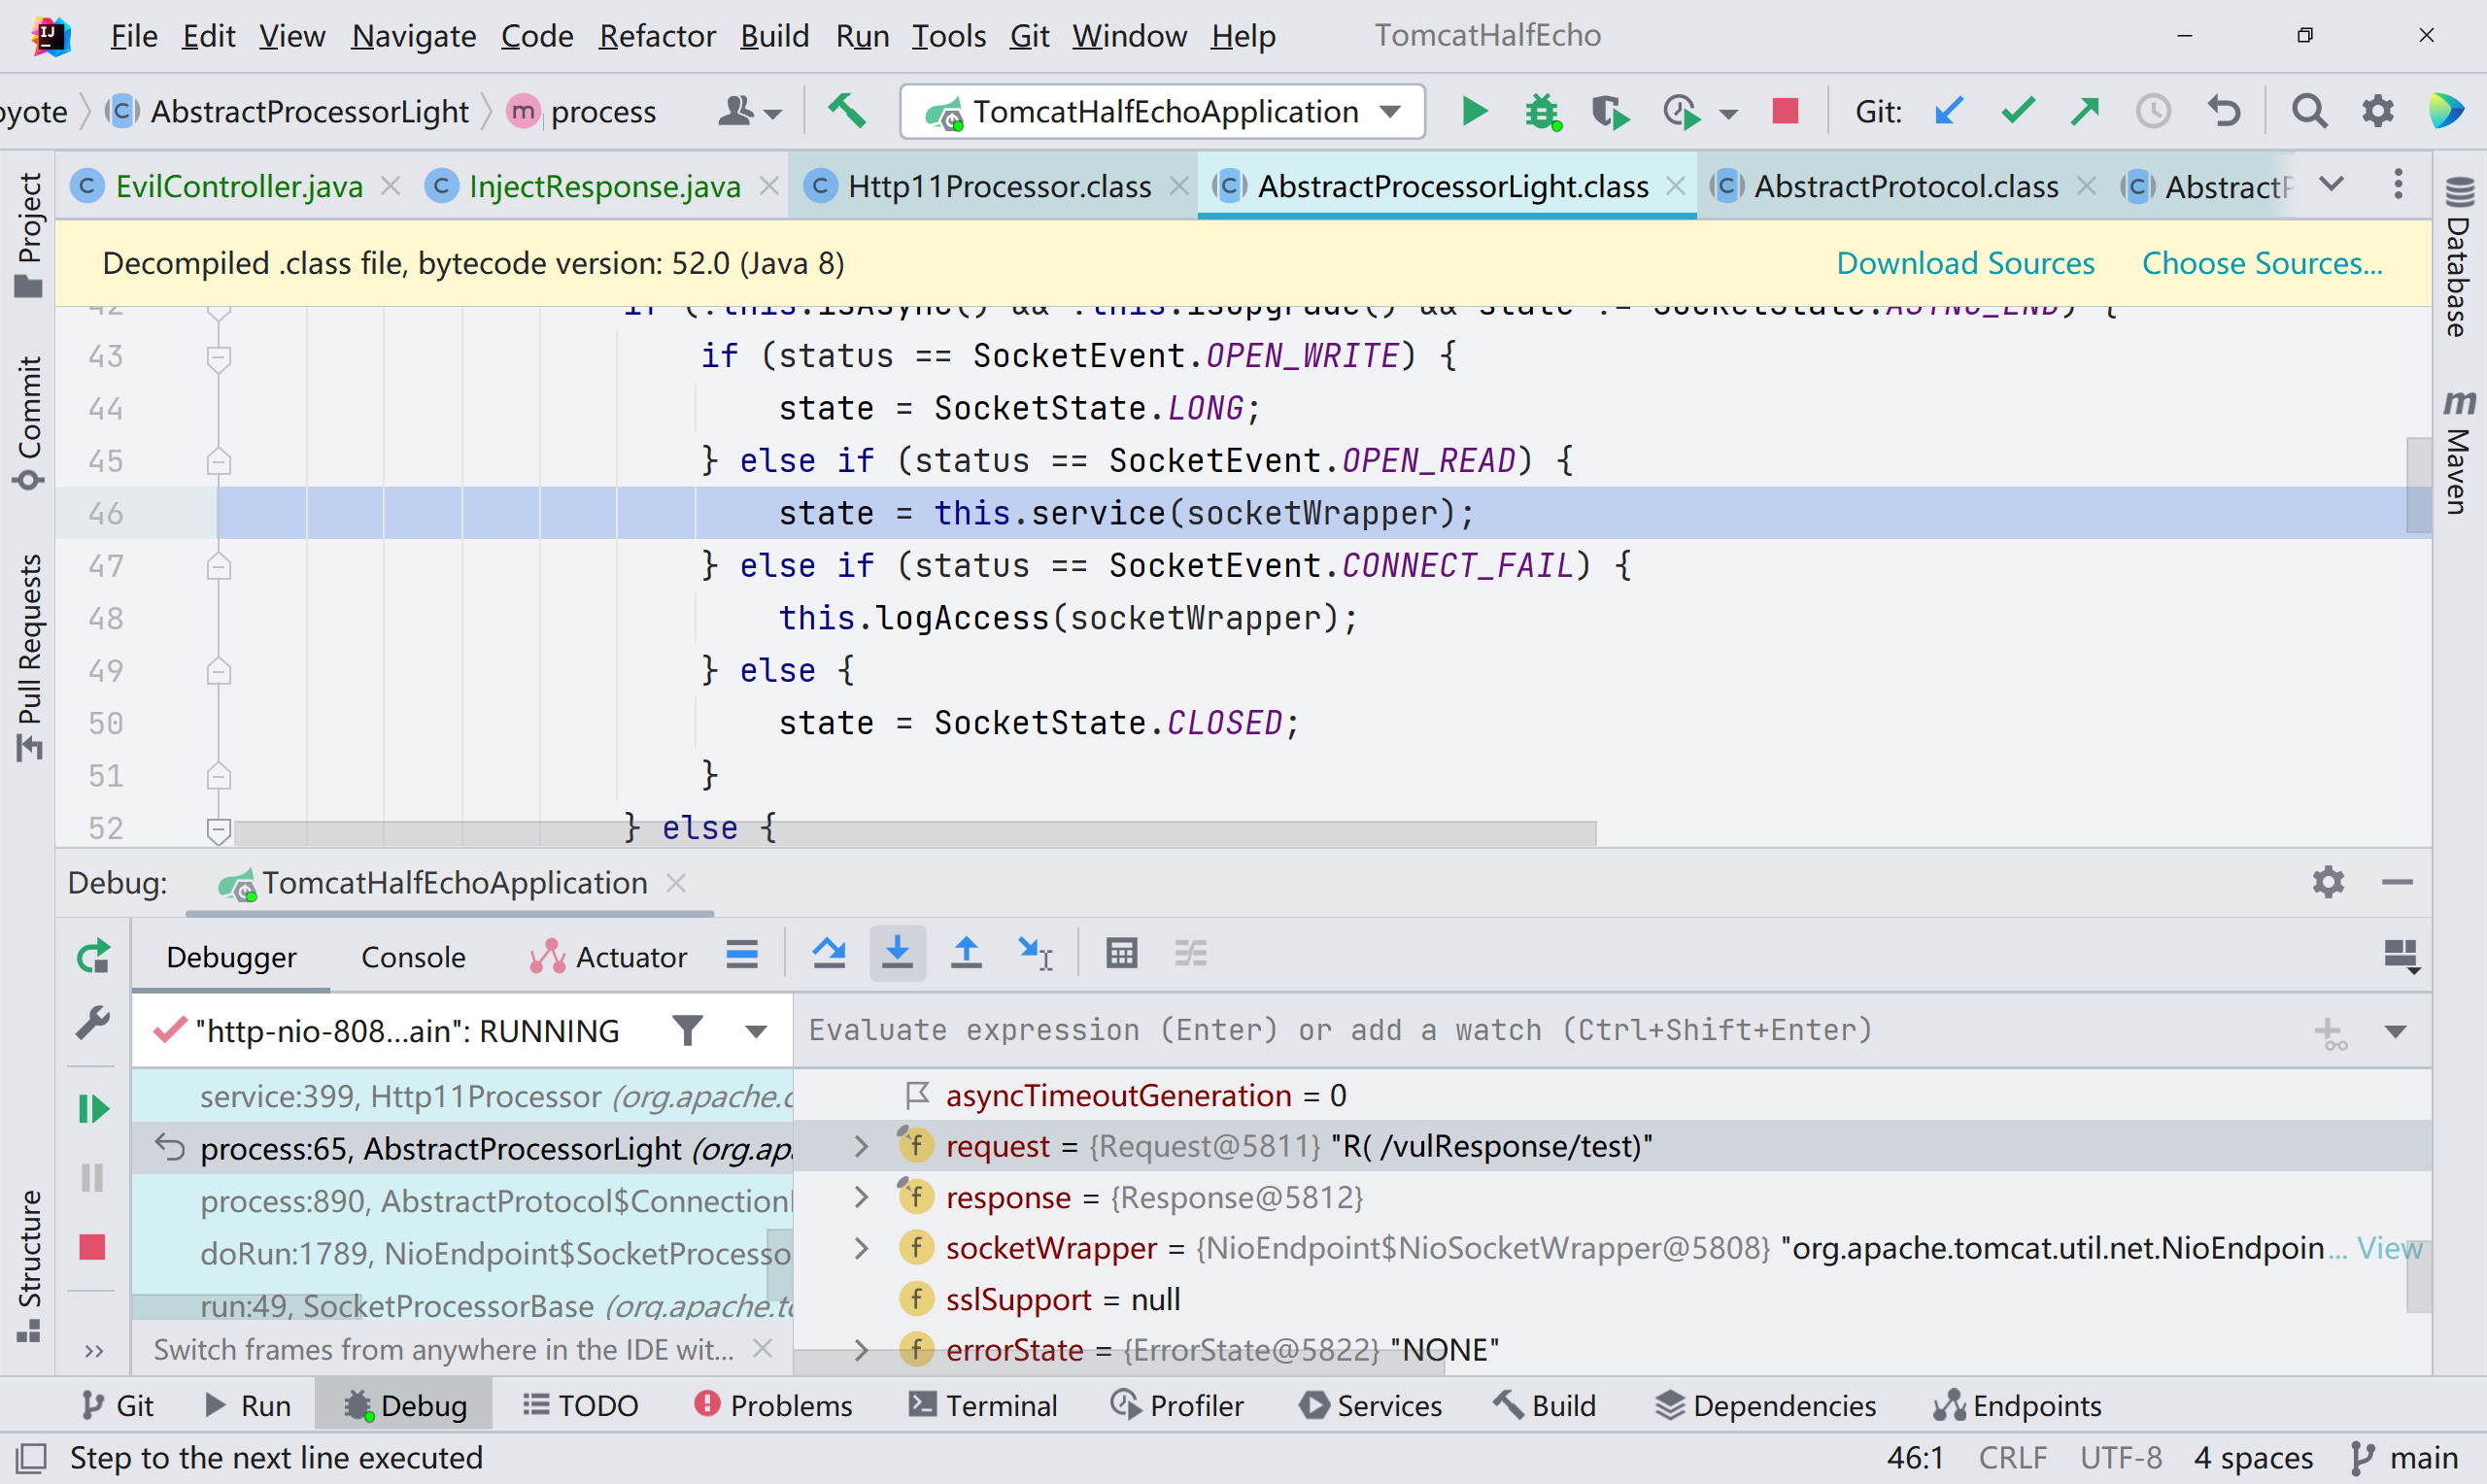 File Edit View Navigate Code Refactor Build Run Tools Git Window Help TomcatHalfEcho
oyote AbstractProcessorLight m process TomcatHalfEchoApplication Git:
EvilController.java InjectResponse.java Http11Processor.class AbstractProcessorLight.class AbstractProtocol.class AbstractP
Decompiled .class file, bytecode version: 52.0 (Java 8) Download Sources Choose Sources...
42 if (!this.isAsync() && !this.isUpgrade() && state != SocketState.ASYNC_END) {
43 if (status == SocketEvent.OPEN_WRITE) {
44 state = SocketState.LONG;
45 } else if (status == SocketEvent.OPEN_READ) {
46 state = this.service(socketWrapper);
47 } else if (status == SocketEvent.CONNECT_FAIL) {
48 this.logAccess(socketWrapper);
49 } else {
50 state = SocketState.CLOSED;
51 }
52 } else {
Project
Commit
Pull Requests
Structure
Database
Maven
Debug: TomcatHalfEchoApplication
Debugger Console Actuator
"http-nio-808...ain": RUNNING
Evaluate expression (Enter) or add a watch (Ctrl+Shift+Enter)
service:399, Http11Processor (org.apache.c
process:65, AbstractProcessorLight (org.ap
process:890, AbstractProtocol$Connection
doRun:1789, NioEndpoint$SocketProcesso
run:49, SocketProcessorBase (org.apache.to
Switch frames from anywhere in the IDE wit...
asyncTimeoutGeneration = 0
request = {Request@5811} "R( /vulResponse/test)"
response = {Response@5812}
socketWrapper = {NioEndpoint$NioSocketWrapper@5808} "org.apache.tomcat.util.net.NioEndpoin... View
sslSupport = null
errorState = {ErrorState@5822} "NONE"
Git Run Debug TODO Problems Terminal Profiler Services Build Dependencies Endpoints
Step to the next line executed 46:1 CRLF UTF-8 4 spaces main